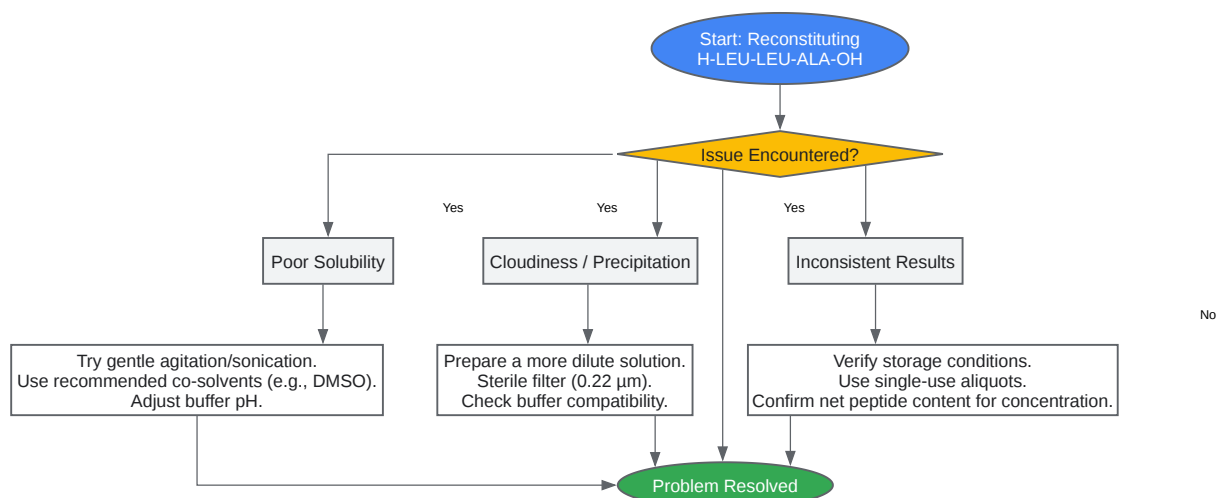 Start: Reconstituting
H-LEU-LEU-ALA-OH
Issue Encountered?
Yes
Yes
Yes
Poor Solubility
Cloudiness / Precipitation
Inconsistent Results
No
Try gentle agitation/sonication.
Use recommended co-solvents (e.g., DMSO).
Adjust buffer pH.
Prepare a more dilute solution.
Sterile filter (0.22 µm).
Check buffer compatibility.
Verify storage conditions.
Use single-use aliquots.
Confirm net peptide content for concentration.
Problem Resolved